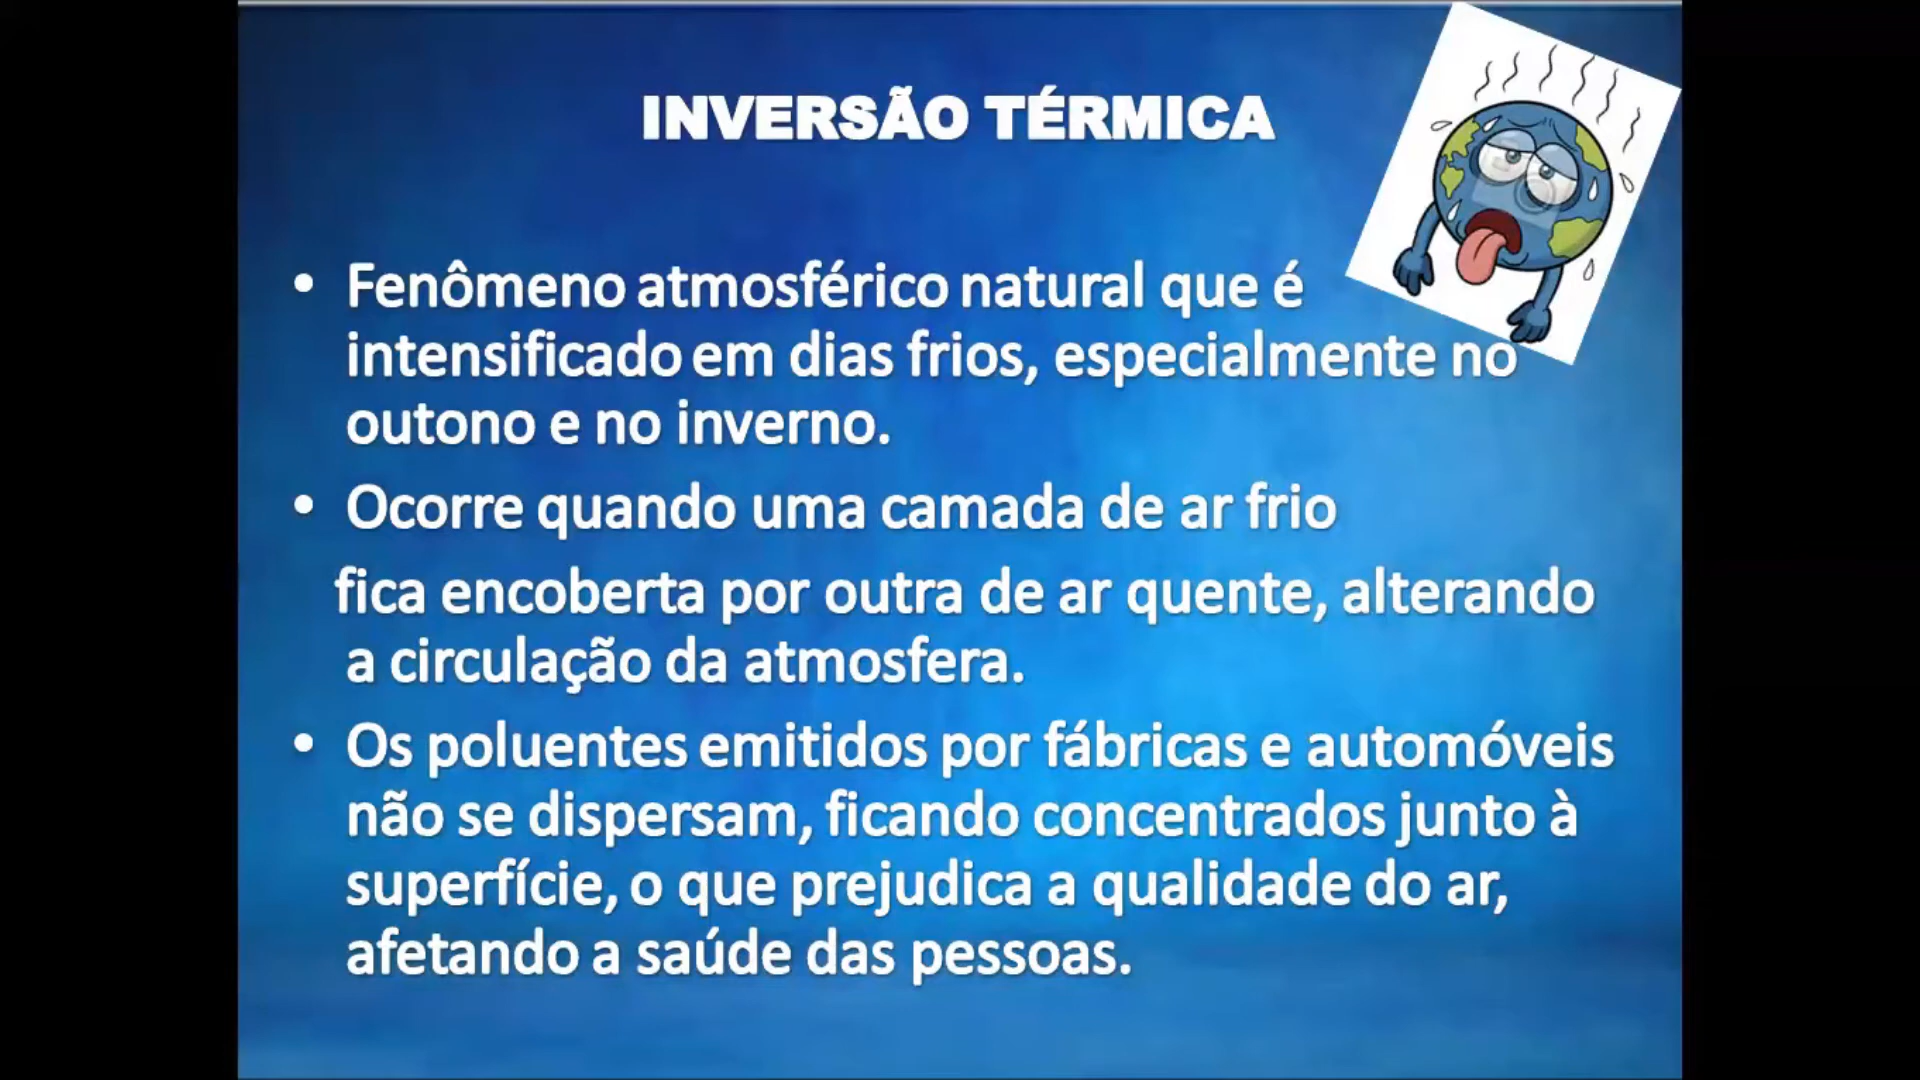 INVERSÃO TÉRMICA
• Fenômeno atmosférico natural que é
intensificado em dias frios, especialmente no
outono e no inverno.
• Ocorre quando uma camada de ar frio
fica encoberta por outra de ar quente, alterando
a circulação da atmosfera.
• Os poluentes emitidos por fábricas e automóveis
não se dispersam, ficando concentrados junto à
superfície, o que prejudica a qualidade do ar,
afetando a saúde das pessoas.